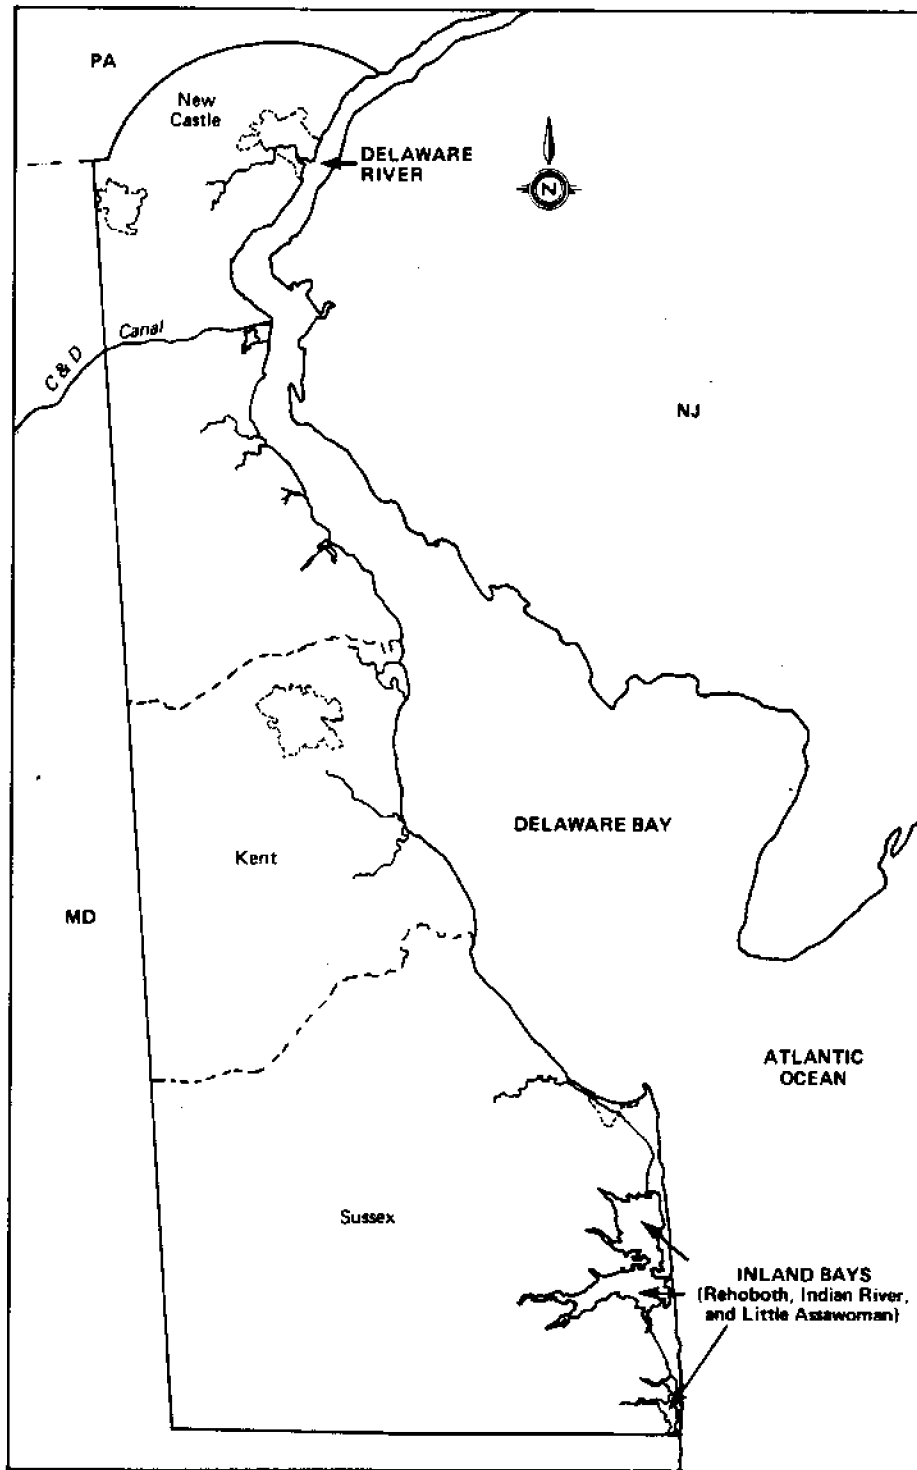 PA
New
Castle
DELAWARE
RIVER
N
Canal
C & D
NJ
DELAWARE BAY
Kent
MD
ATLANTIC
OCEAN
Sussex
INLAND BAYS
(Rehoboth, Indian River,
and Little Assawoman)